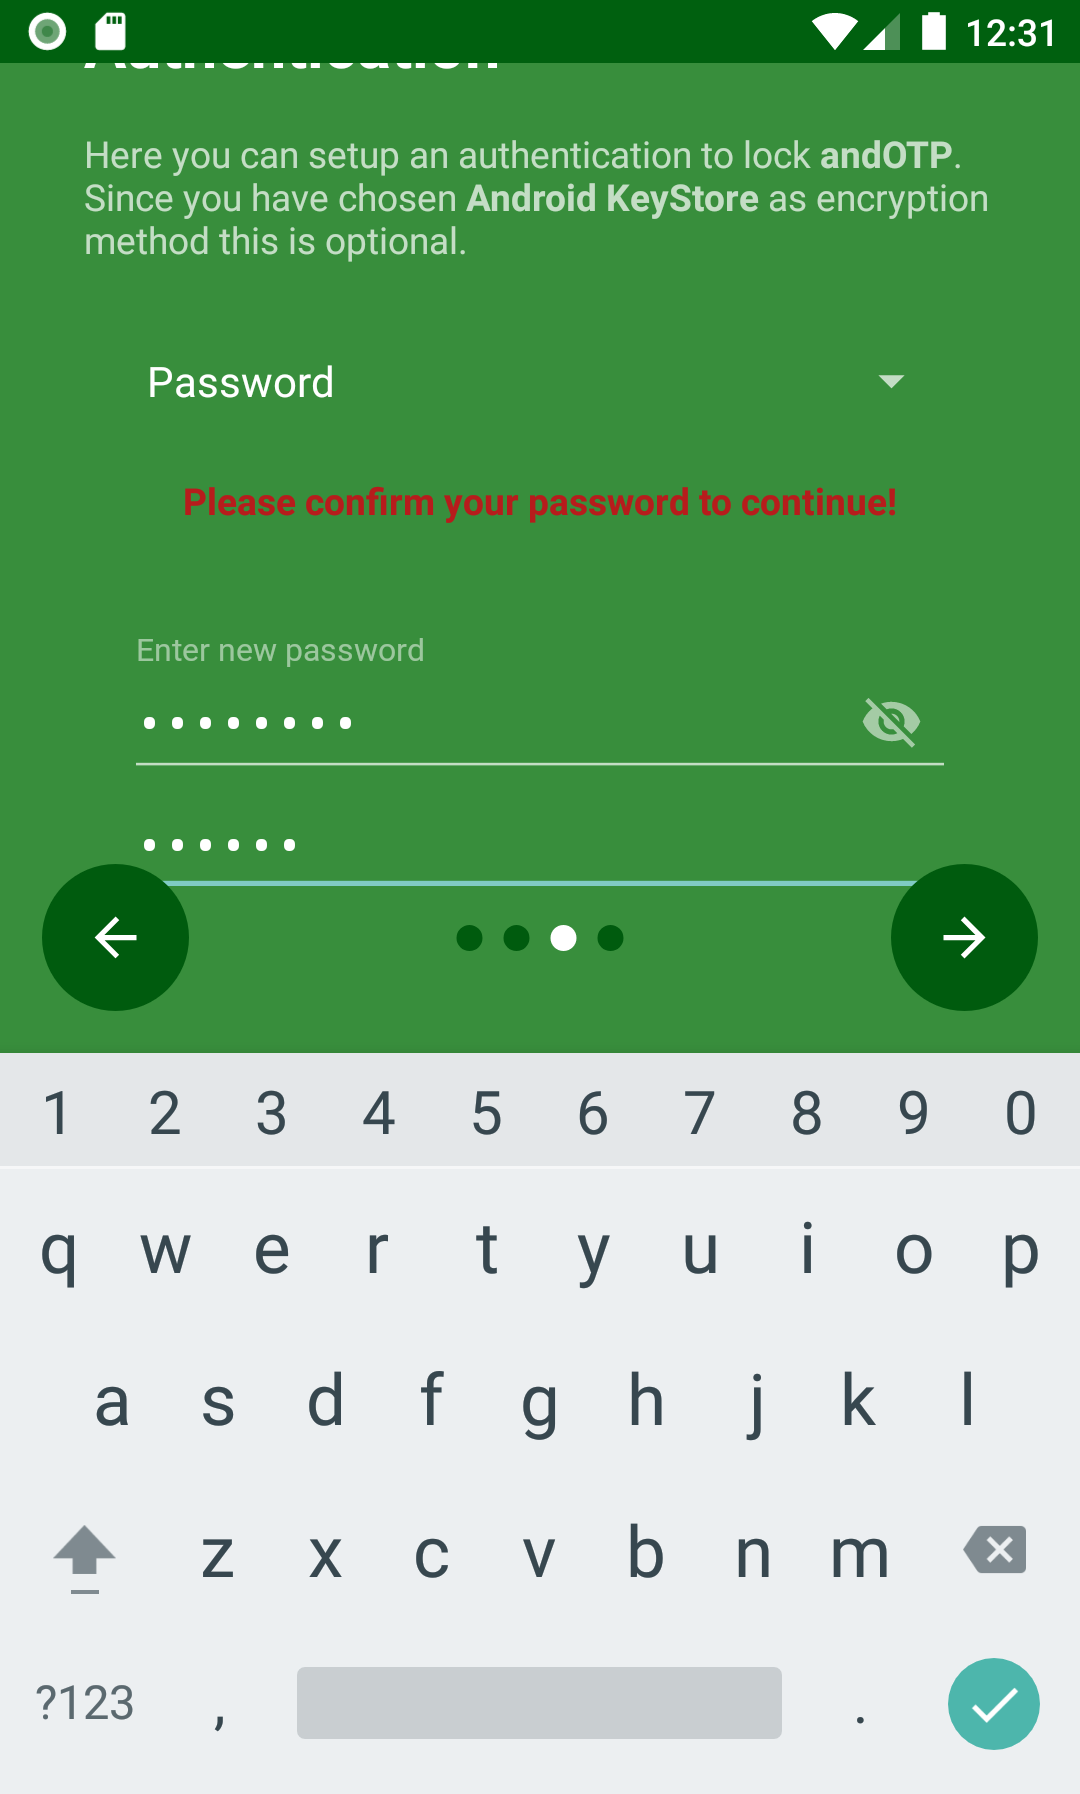 12:31
Authentication
Here you can setup an authentication to lock andOTP.
Since you have chosen Android KeyStore as encryption
method this is optional.
Password
Please confirm your password to continue!
Enter new password
••••••••
••••••
1 2 3 4 5 6 7 8 9 0
q w e r t y u i o p
a s d f g h j k l
z x c v b n m
?123 , .